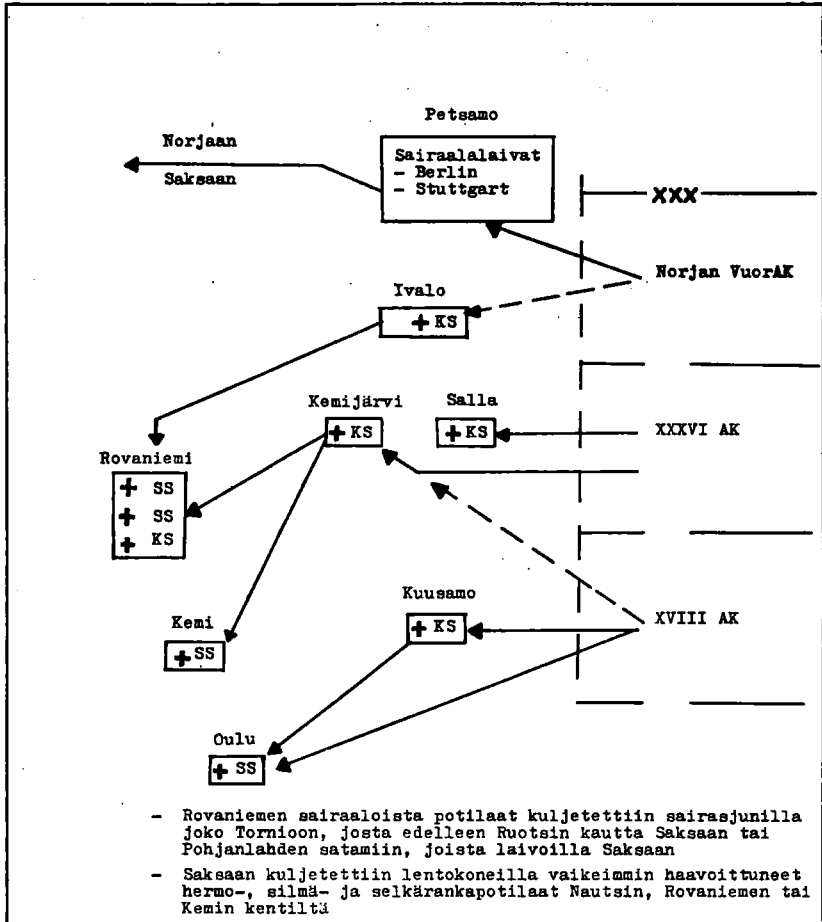 Petsamo
Norjaan
Saksaan
Sairaalalaivat
- Berlin
- Stuttgart
XXX
Norjan VuorAK
Ivalo
+ KS
Kemijärvi
+ KS
Salla
+ KS
XXXVI AK
Rovaniemi
+ SS
+ SS
+ KS
Kuusamo
+ KS
XVIII AK
Kemi
+ SS
Oulu
+ SS
- Rovaniemen sairaaloista potilaat kuljetettiin sairasjunilla
joko Tornioon, josta edelleen Ruotsin kautta Saksaan tai
Pohjanlahden satamiin, joista laivoilla Saksaan
- Saksaan kuljetettiin lentokoneilla vaikeimmin haavoittuneet
hermo-, silmä- ja selkärankapotilaat Nautsin, Rovaniemen tai
Kemin kentiltä